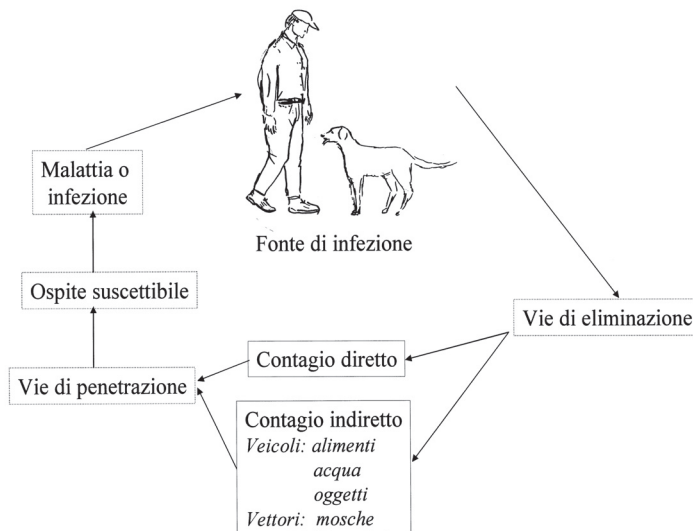 Malattia o
infezione
Fonte di infezione
Ospite suscettibile
Vie di eliminazione
Contagio diretto
Vie di penetrazione
Contagio indiretto
Veicoli: alimenti
acqua
oggetti
Vettori: mosche